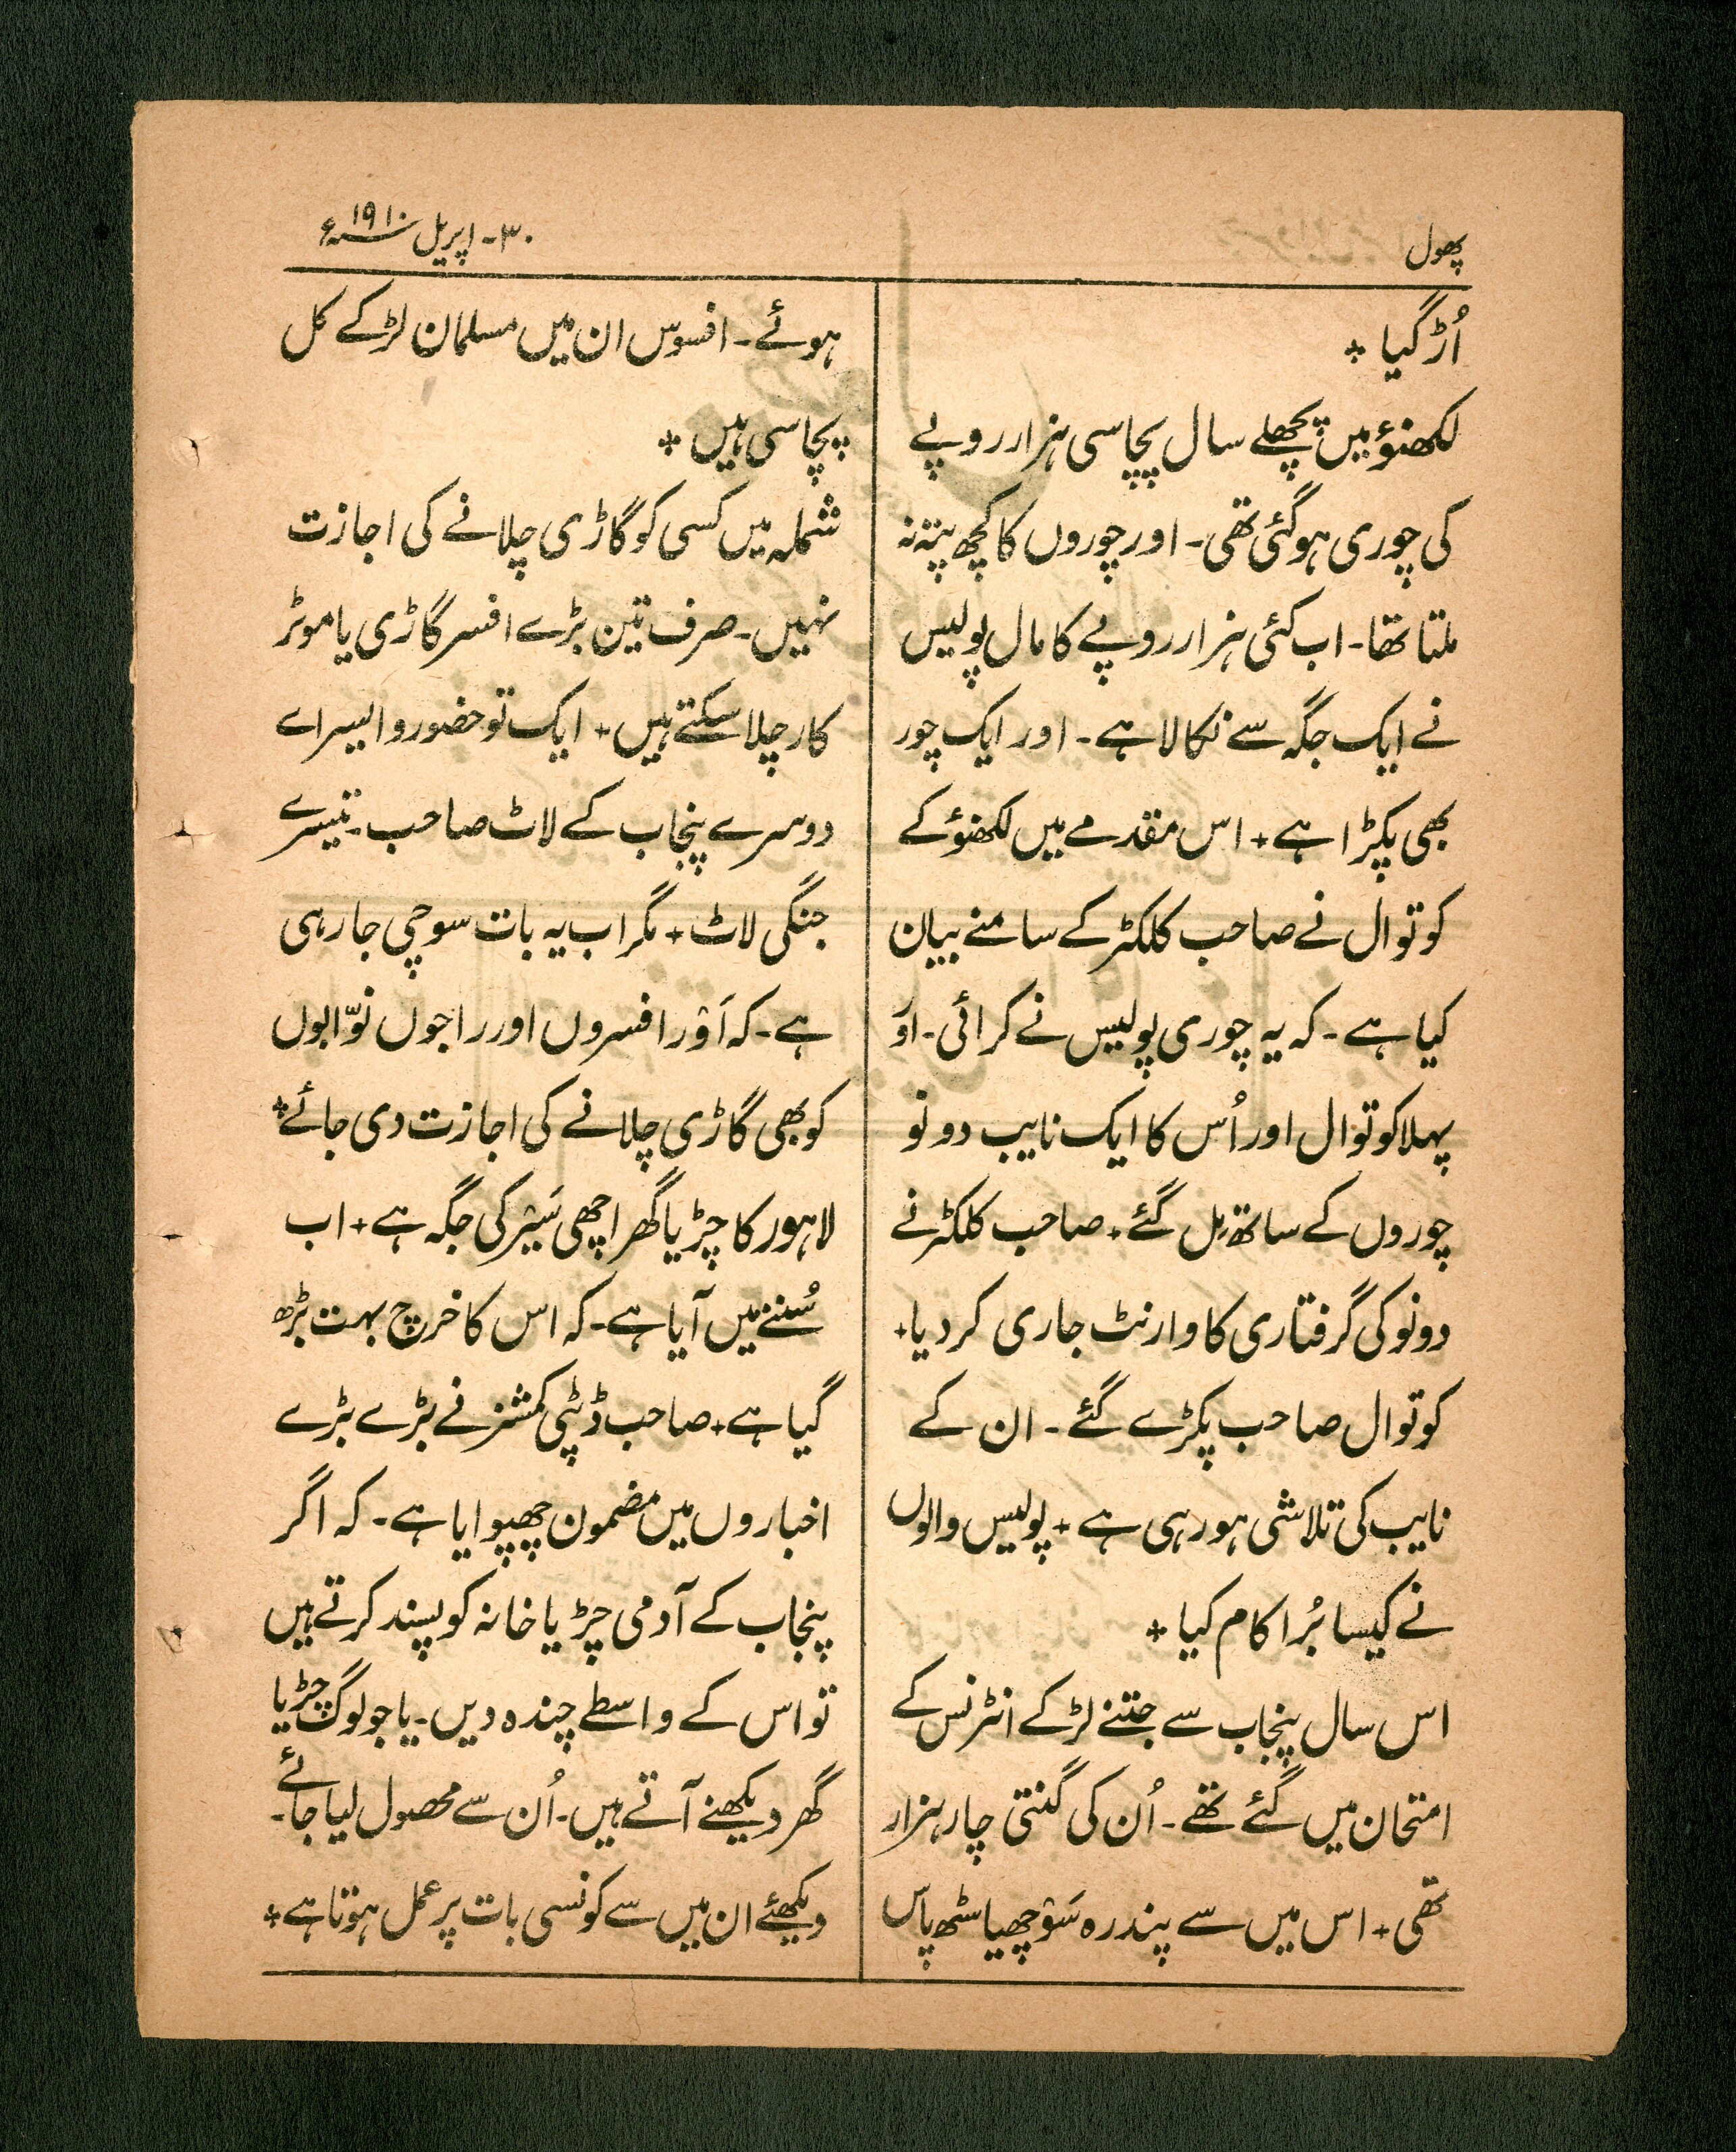 پھول
۳۰- اپریل ۱۹۱۰ء
اُڑ گیا +
لکھنؤ میں پچھلے سال پچاسی ہزار روپے
کی چوری ہو گئی تھی۔ اور چوروں کا کچھ پتہ نہ
ملتا تھا۔ اب کئی ہزار روپے کا مال پولیس
نے ایک جگہ سے نکالا ہے۔ اور ایک چور
بھی پکڑا ہے + اس مقدمے میں لکھنؤ کے
کوتوال نے صاحب کلکٹر کے سامنے بیان
کیا ہے۔ کہ یہ چوری پولیس نے کرائی۔ اَو
پہلا کوتوال اور اُس کا ایک نایب دونو
چوروں کے ساتھ مِل گئے + صاحب کلکٹر نے
دونو کی گرفتاری کا وارنٹ جاری کر دیا +
کوتوال صاحب پکڑے گئے۔ ان کے
نایب کی تلاشی ہو رہی ہے + پولیس والوں
نے کیسا بُرا کام کیا +
اس سال پنجاب سے جتنے لڑکے انٹرنس کے
امتحان میں گئے تھے۔ اُن کی گنتی چار ہزار
تھی + اس میں سے پندرہ سَو چھیاسٹھ پاس
ہوئے۔ افسوس ان میں مسلمان لڑکے کل
پچاسی ہیں +
شملہ میں کسی کو گاڑی چلانے کی اجازت
نہیں۔ صرف تین بڑے افسر گاڑی یا موٹر
کار چلا سکتے ہیں + ایک تو حضور وایسراے
دوسرے پنجاب کے لاٹ صاحب۔ تیسرے
جنگی لاٹ + مگر اب یہ بات سوچی جا رہی
ہے۔ کہ اَور افسروں اور راجوں نوّابوں
کو بھی گاڑی چلانے کی اجازت دی جائے +
لاہور کا چڑیا گھر اچھی سَیر کی جگہ ہے + اب
سُننے میں آیا ہے۔ کہ اس کا خرچ بہت بڑھ
گیا ہے + صاحب ڈپٹی کمشنر نے بڑے بڑے
اخباروں میں مضمون چھپوایا ہے۔ کہ اگر
پنجاب کے آدمی چڑیا خانہ کو پسند کرتے ہیں
تو اس کے واسطے چندہ دیں۔ یا جو لوگ چڑیا
گھر دیکھنے آتے ہیں۔ اُن سے محصول لیا جائے۔
دیکھئے ان میں سے کونسی بات پر عمل ہوتا ہے +